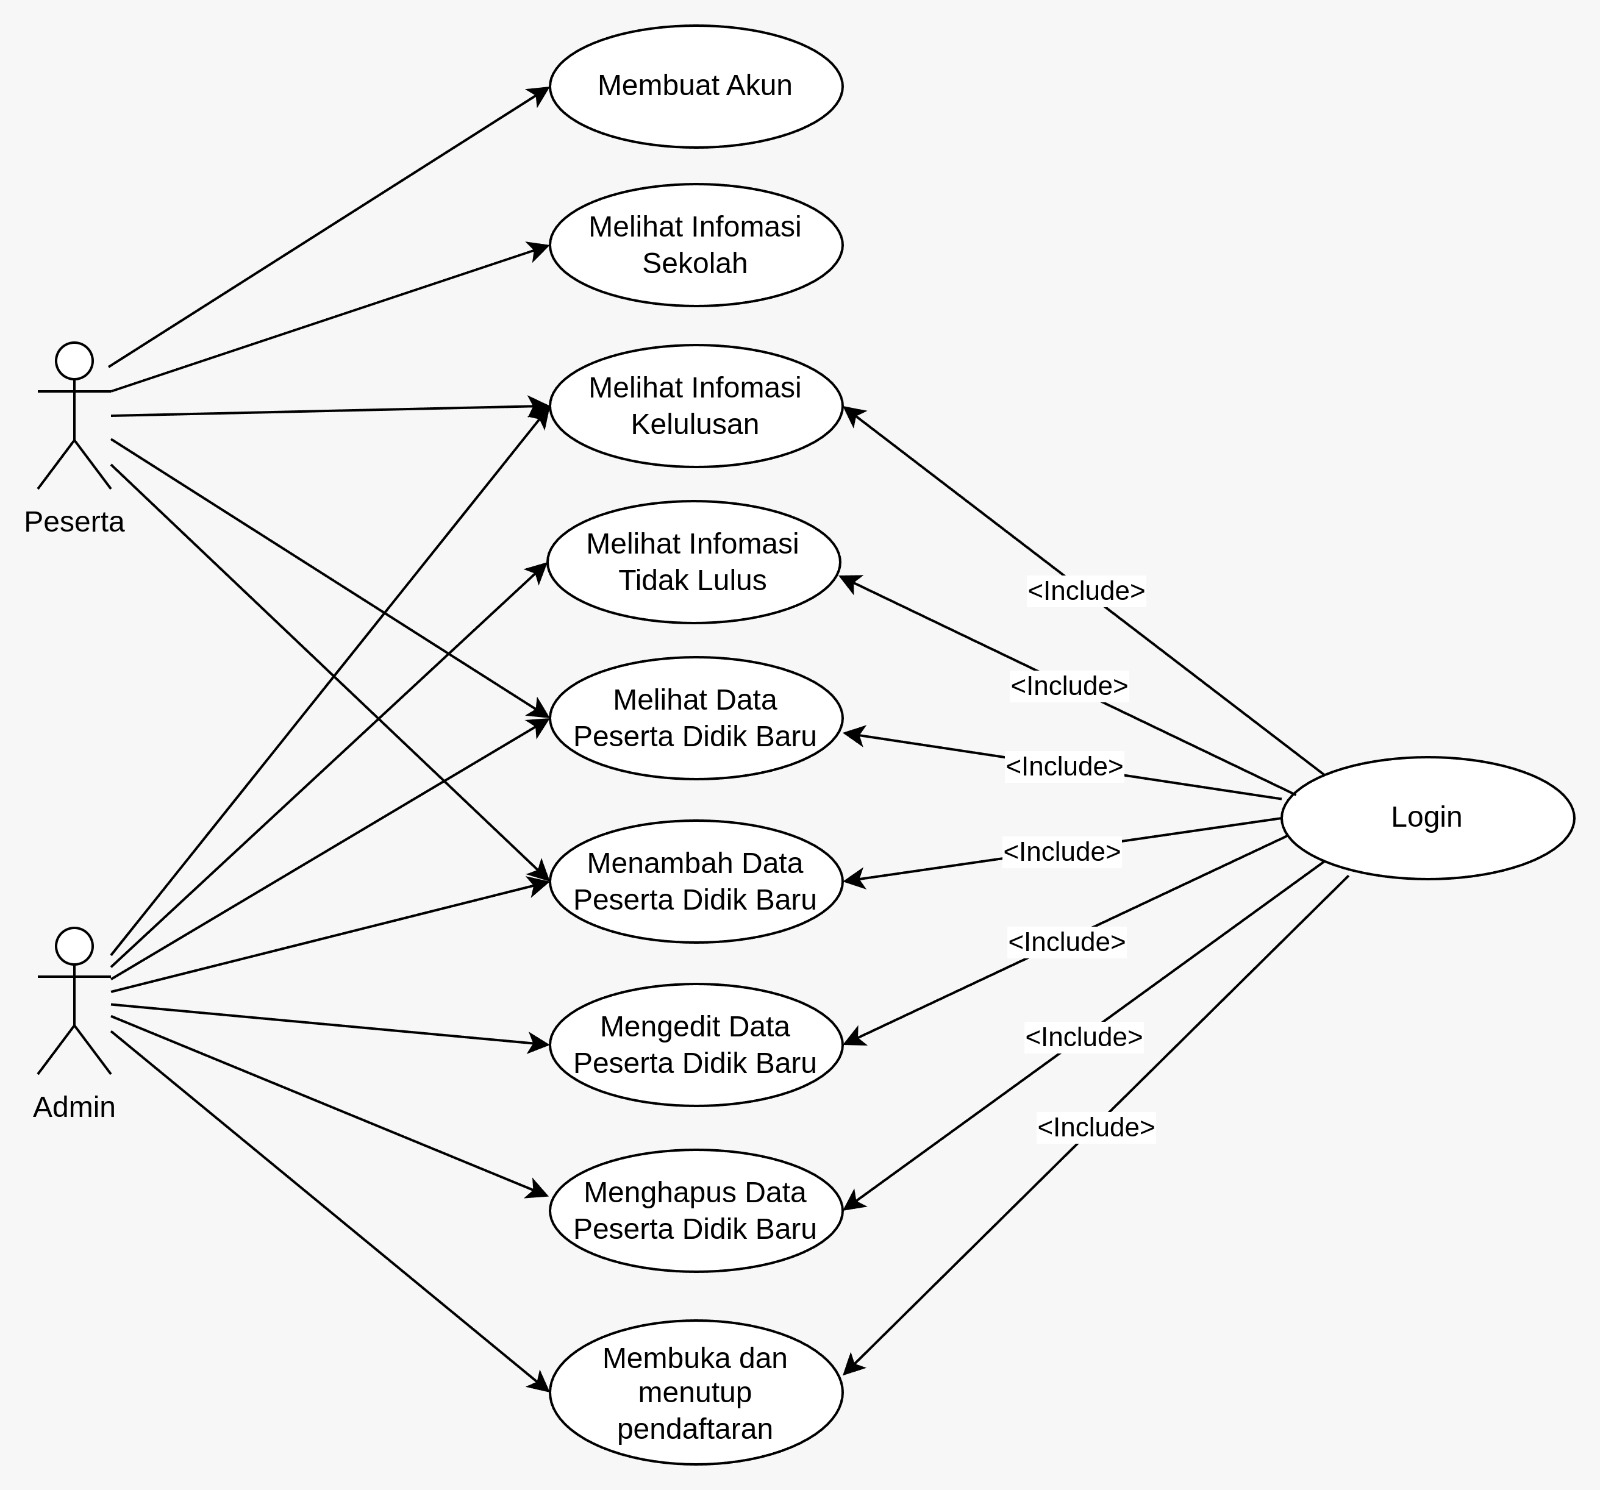 Membuat Akun
Melihat Infomasi
Sekolah
Melihat Infomasi
Kelulusan
Peserta
Melihat Infomasi
Tidak Lulus
<Include>
<Include>
Melihat Data
Peserta Didik Baru
<Include>
Login
Menambah Data
Peserta Didik Baru
<Include>
<Include>
Mengedit Data
Peserta Didik Baru
<Include>
Admin
<Include>
Menghapus Data
Peserta Didik Baru
Membuka dan
menutup
pendaftaran